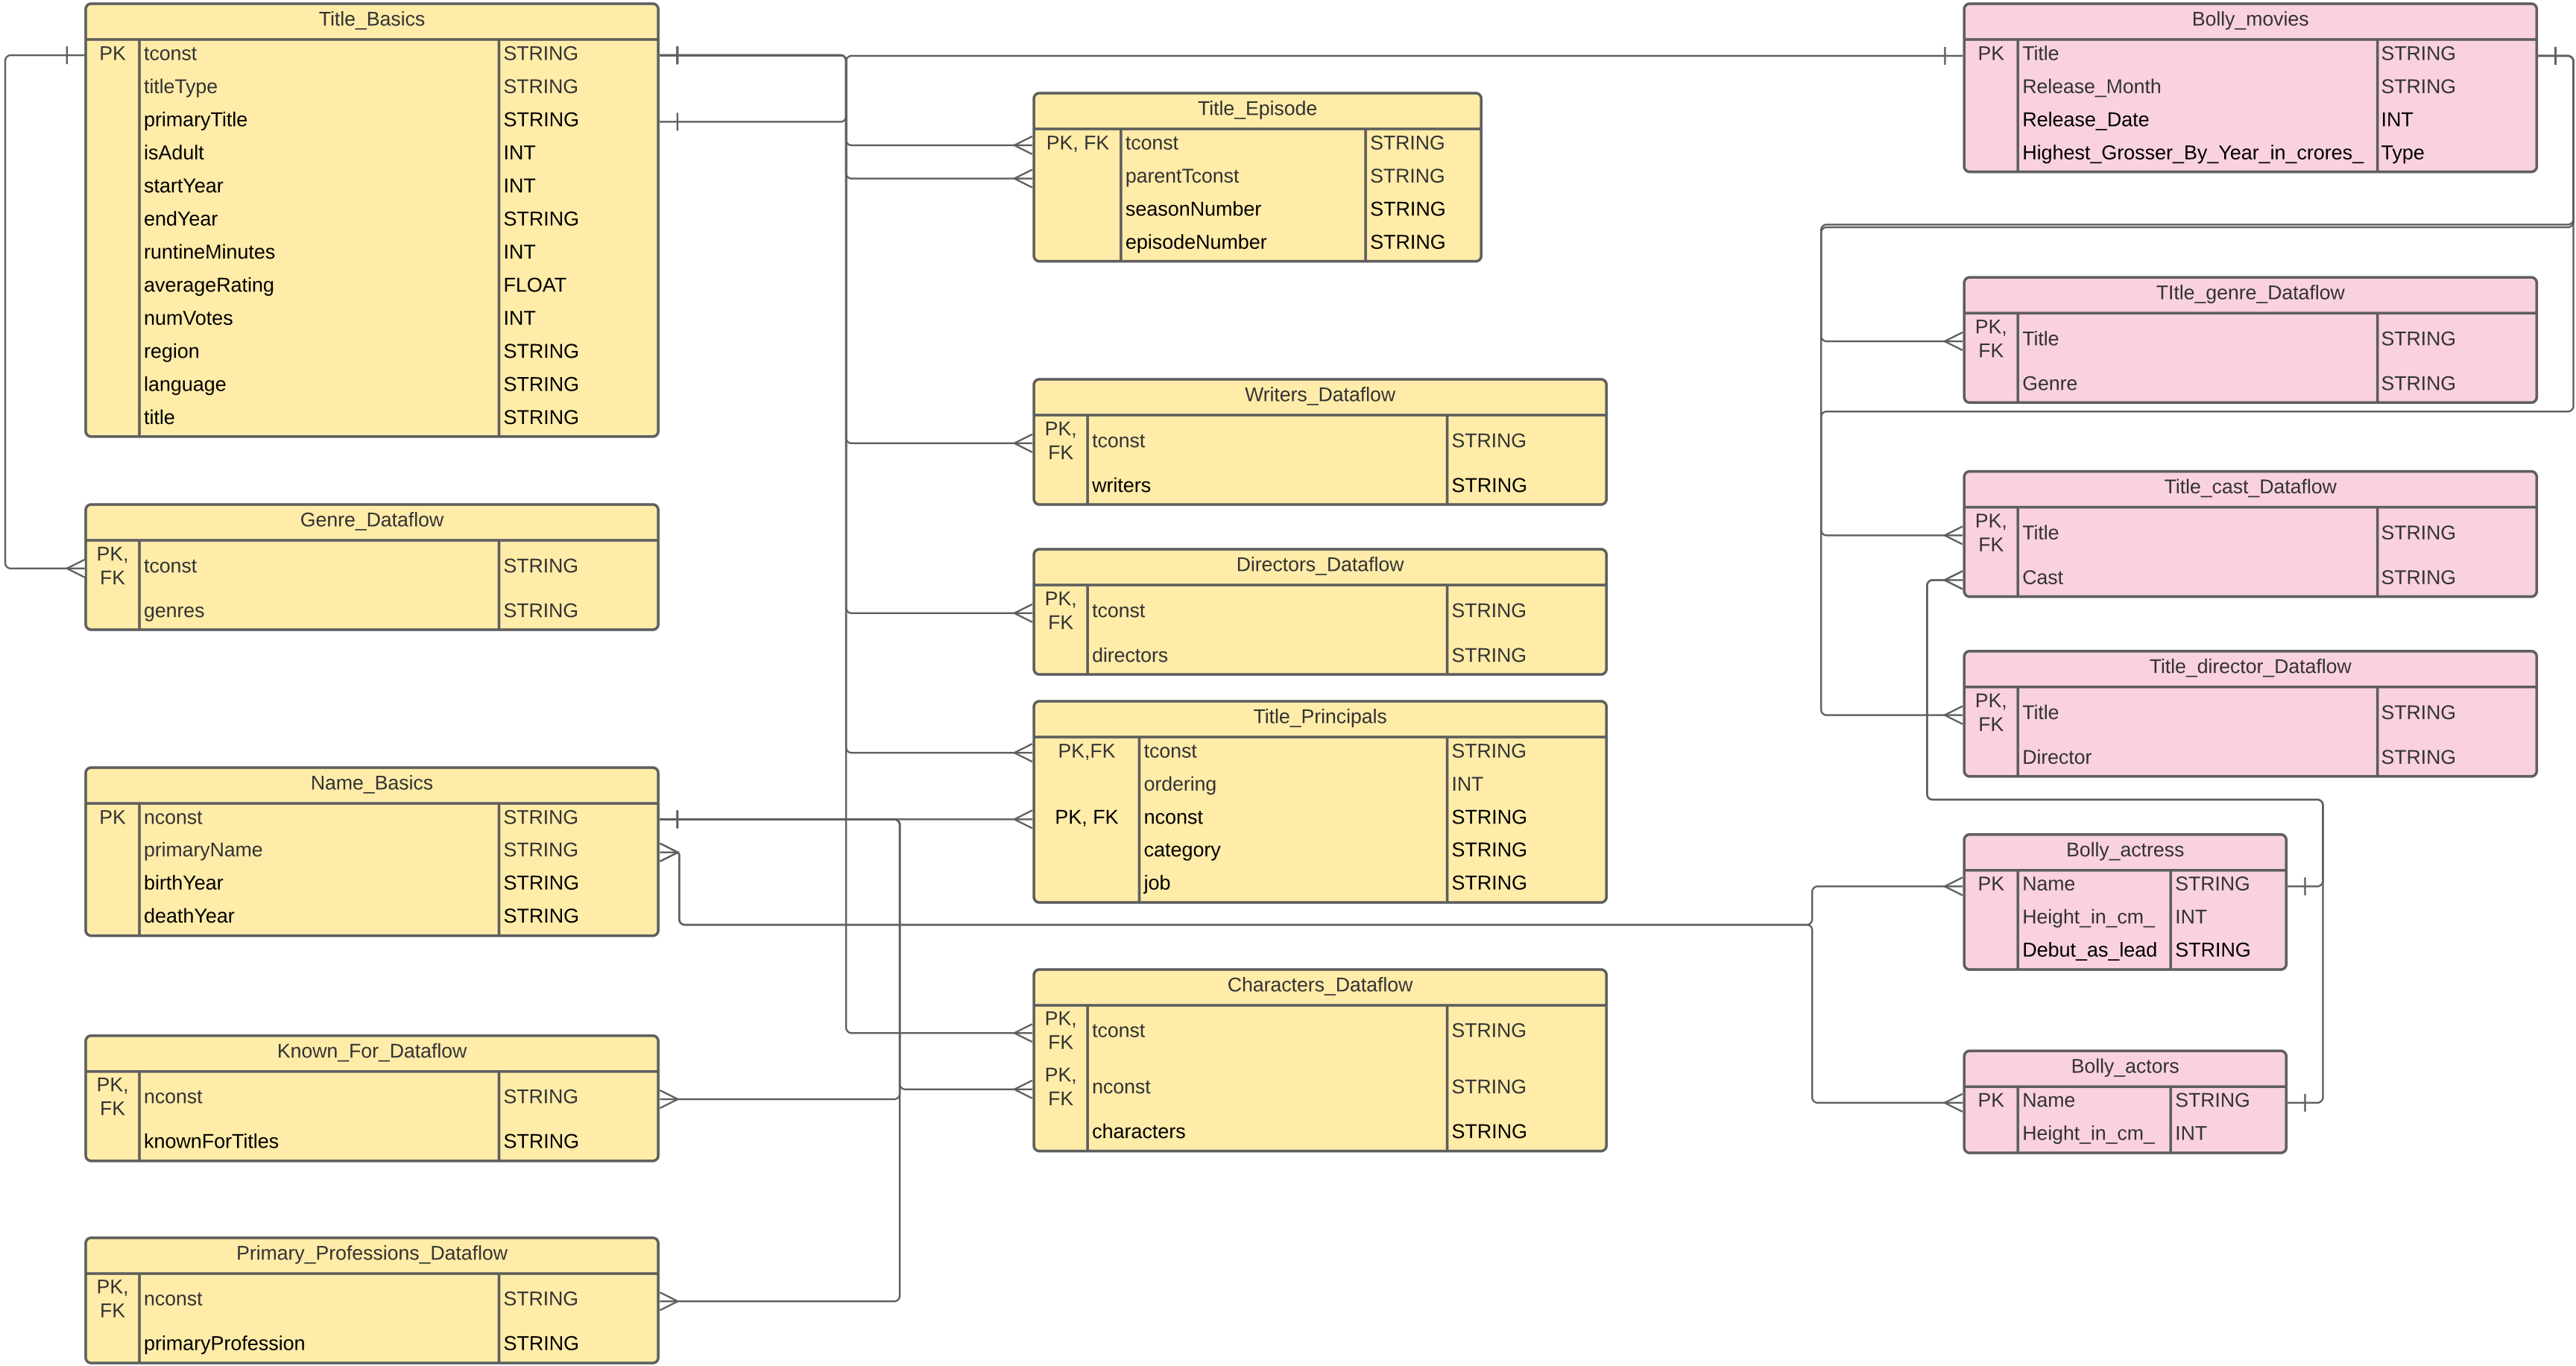 Title_Basics
PK tconst STRING
titleType STRING
primaryTitle STRING
isAdult INT
startYear INT
endYear STRING
runtineMinutes INT
averageRating FLOAT
numVotes INT
region STRING
language STRING
title STRING
Genre_Dataflow
PK, FK tconst STRING
genres STRING
Name_Basics
PK nconst STRING
primaryName STRING
birthYear STRING
deathYear STRING
Known_For_Dataflow
PK, FK nconst STRING
knownForTitles STRING
Primary_Professions_Dataflow
PK, FK nconst STRING
primaryProfession STRING
Title_Episode
PK, FK tconst STRING
parentTconst STRING
seasonNumber STRING
episodeNumber STRING
Writers_Dataflow
PK, FK tconst STRING
writers STRING
Directors_Dataflow
PK, FK tconst STRING
directors STRING
Title_Principals
PK,FK tconst STRING
ordering INT
PK, FK nconst STRING
category STRING
job STRING
Characters_Dataflow
PK, FK tconst STRING
PK, FK nconst STRING
characters STRING
Bolly_movies
PK Title STRING
Release_Month STRING
Release_Date INT
Highest_Grosser_By_Year_in_crores_ Type
TItle_genre_Dataflow
PK, FK Title STRING
Genre STRING
Title_cast_Dataflow
PK, FK Title STRING
Cast STRING
Title_director_Dataflow
PK, FK Title STRING
Director STRING
Bolly_actress
PK Name STRING
Height_in_cm_ INT
Debut_as_lead STRING
Bolly_actors
PK Name STRING
Height_in_cm_ INT